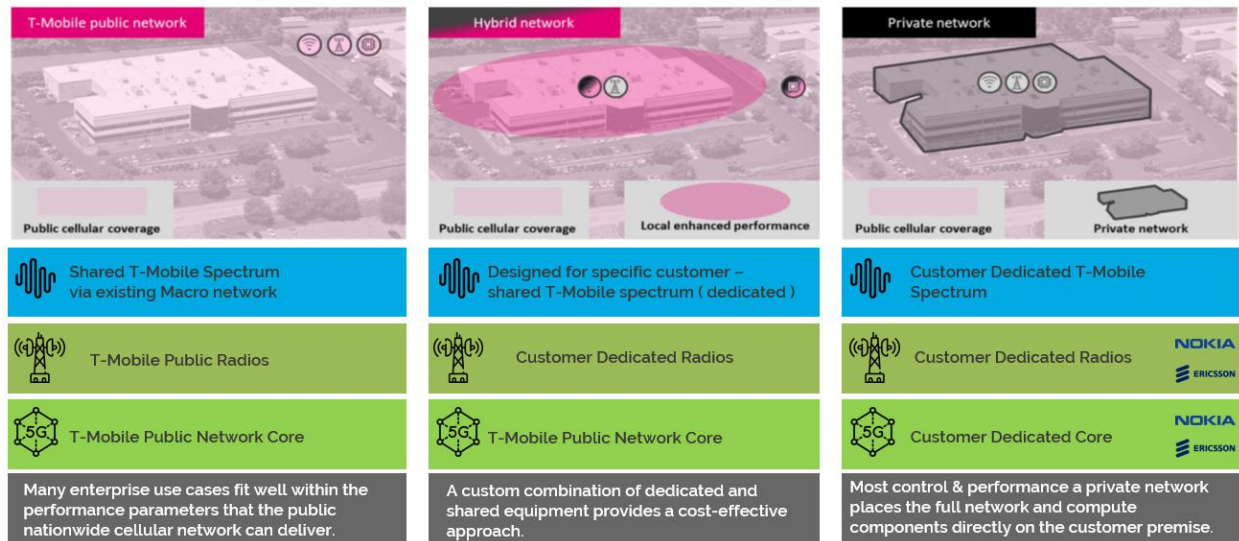 T-Mobile public network
Public cellular coverage
Shared T-Mobile Spectrum
via existing Macro network
T-Mobile Public Radios
5G
T-Mobile Public Network Core
Many enterprise use cases fit well within the
performance parameters that the public
nationwide cellular network can deliver.
Hybrid network
Public cellular coverage
Local enhanced performance
Designed for specific customer –
shared T-Mobile spectrum ( dedicated )
Customer Dedicated Radios
5G
T-Mobile Public Network Core
A custom combination of dedicated and
shared equipment provides a cost-effective
approach.
Private network
Public cellular coverage
Private network
Customer Dedicated T-Mobile
Spectrum
Customer Dedicated Radios
NOKIA
ERICSSON
5G
Customer Dedicated Core
NOKIA
ERICSSON
Most control & performance a private network
places the full network and compute
components directly on the customer premise.